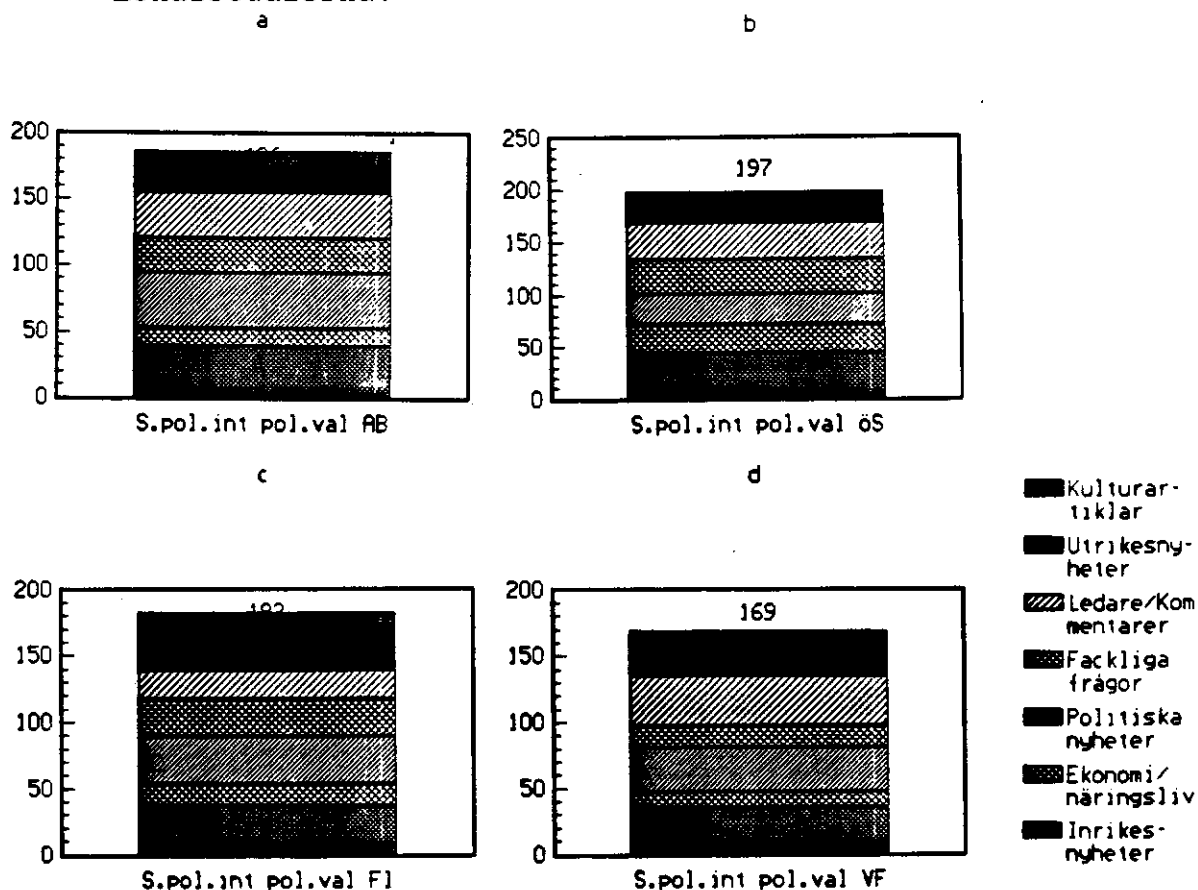 a
b
200
150
100
50
0
S.pol.int pol.val AB
250
200
150
100
50
0
197
S.pol.int pol.val öS
c
d
200
150
100
50
0
S.pol.int pol.val Fl
200
150
100
50
0
169
S.pol.int pol.val VF
Kulturar-
tiklar
Utrikesny-
heter
Ledare/Kom
mentarer
Fackliga
frågor
Politiska
nyheter
Ekonomi/
näringsliv
Inrikes-
nyheter